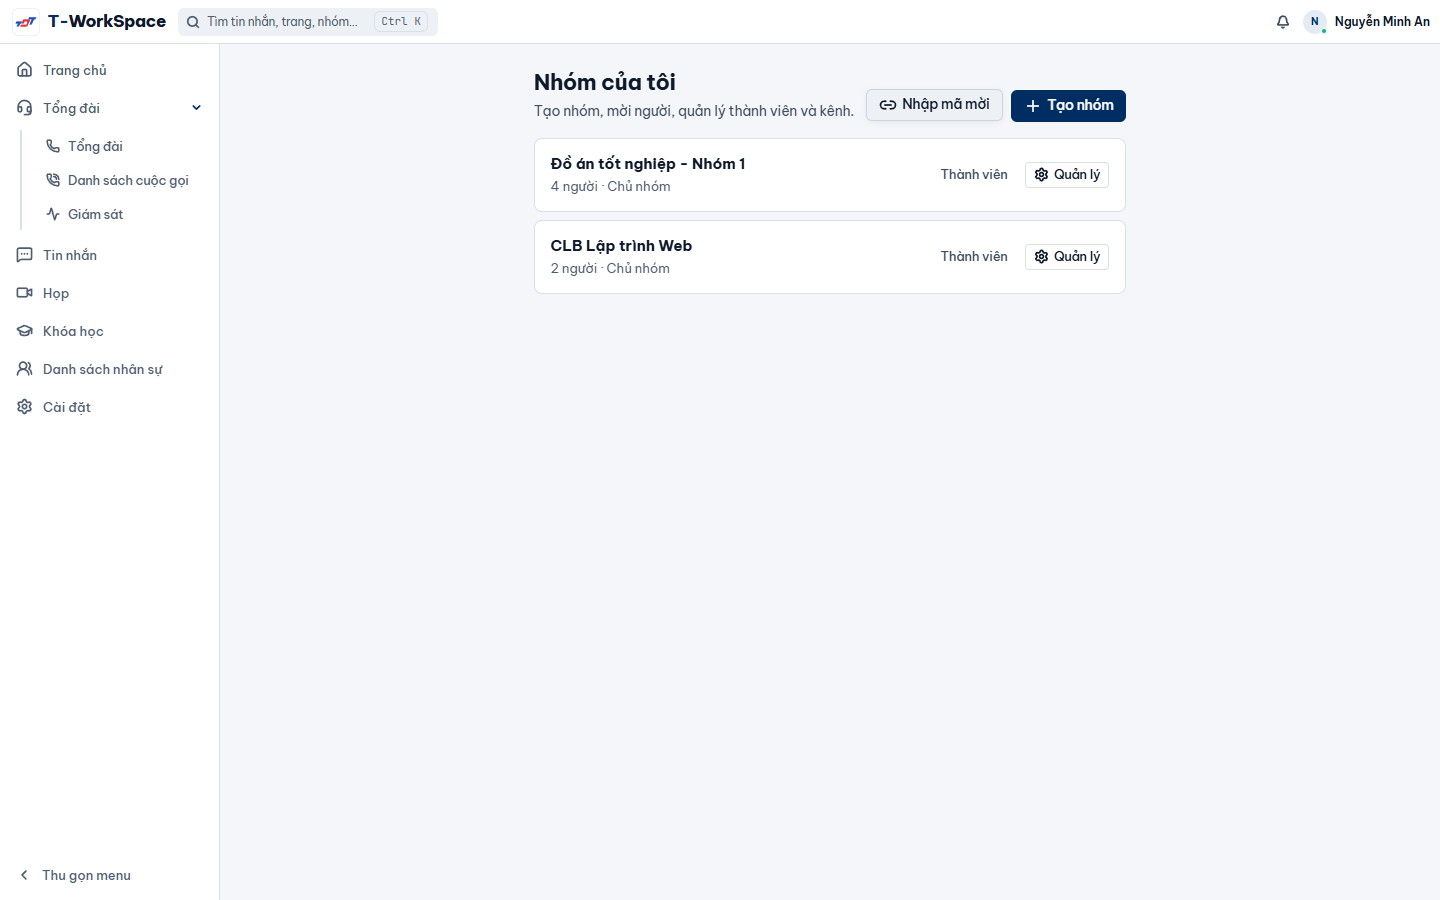 TDT T-WorkSpace
Tìm tin nhắn, trang, nhóm... Ctrl K
N Nguyễn Minh An
Trang chủ
Tổng đài
Tổng đài
Danh sách cuộc gọi
Giám sát
Tin nhắn
Họp
Khóa học
Danh sách nhân sự
Cài đặt
Thu gọn menu
Nhóm của tôi
Tạo nhóm, mời người, quản lý thành viên và kênh.
Nhập mã mời
Tạo nhóm
Đồ án tốt nghiệp - Nhóm 1
4 người · Chủ nhóm
Thành viên
Quản lý
CLB Lập trình Web
2 người · Chủ nhóm
Thành viên
Quản lý